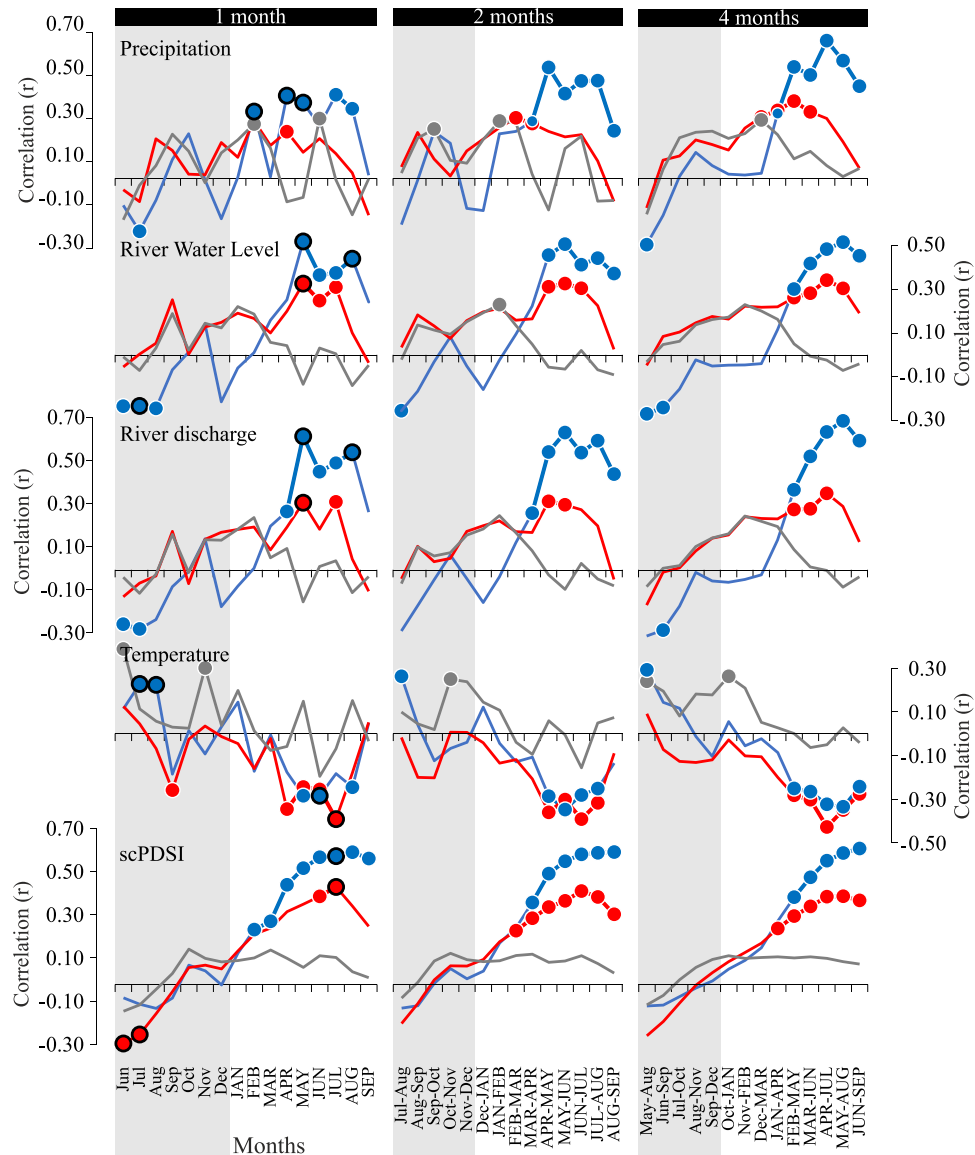 1 month 2 months 4 months
0.70
0.50
0.30
0.10
-0.10
-0.30
Correlation (r)
Precipitation
River Water Level
0.50
0.30
0.10
-0.10
-0.30
Correlation (r)
0.70
0.50
0.30
0.10
-0.10
-0.30
Correlation (r)
River discharge
Temperature
0.30
0.10
-0.10
-0.30
-0.50
Correlation (r)
0.70
0.50
0.30
0.10
-0.10
-0.30
Correlation (r)
scPDSI
Jun
Jul
Aug
Sep
Oct
Nov
Dec
JAN
FEB
MAR
APR
MAY
JUN
JUL
AUG
SEP
Jul-Aug
Aug-Sep
Sep-Oct
Oct-Nov
Nov-Dec
Dec-JAN
JAN-FEB
FEB-MAR
MAR-APR
APR-MAY
MAY-JUN
JUN-JUL
JUL-AUG
AUG-SEP
May-Aug
Jun-Sep
Jul-Oct
Aug-Nov
Sep-Dec
Oct-JAN
Nov-FEB
Dec-MAR
JAN-APR
FEB-MAY
MAR-JUN
APR-JUL
MAY-AUG
JUN-SEP
Months